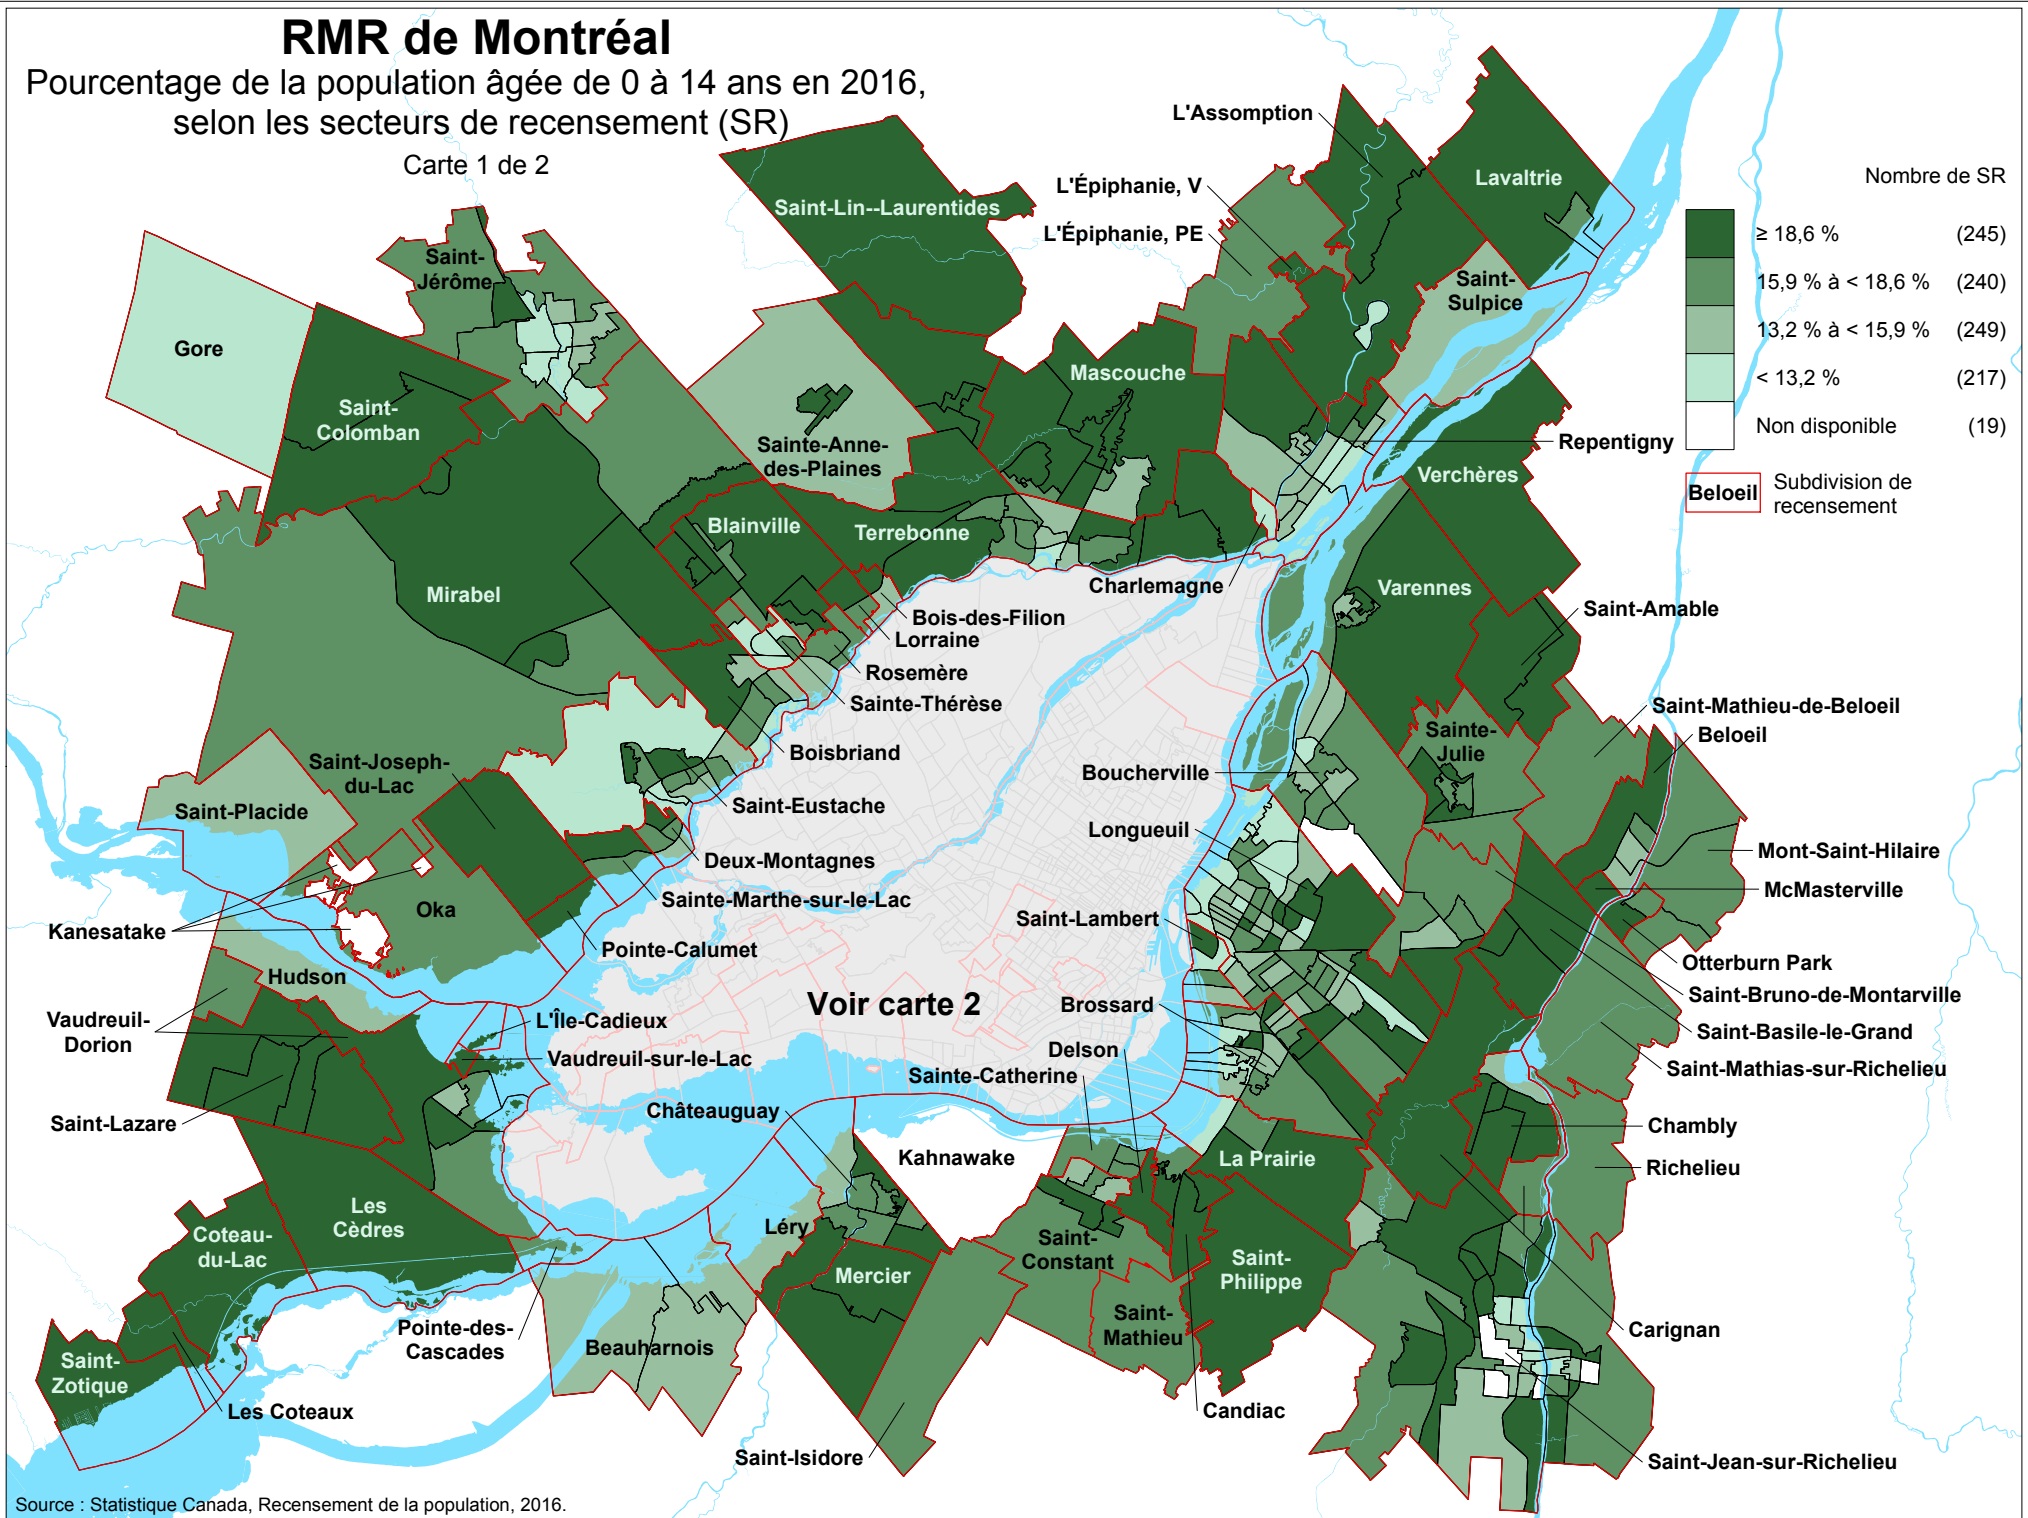 RMR de Montréal
Pourcentage de la population âgée de 0 à 14 ans en 2016,
selon les secteurs de recensement (SR)
Carte 1 de 2
Nombre de SR
≥ 18,6 % (245)
15,9 % à < 18,6 % (240)
13,2 % à < 15,9 % (249)
< 13,2 % (217)
Non disponible (19)
Beloeil
Subdivision de
recensement
L'Assomption
Lavaltrie
L'Épiphanie, V
L'Épiphanie, PE
Saint-Lin--Laurentides
Saint-
Jérôme
Saint-
Sulpice
Gore
Saint-
Colomban
Mascouche
Sainte-Anne-
des-Plaines
Repentigny
Verchères
Blainville
Terrebonne
Mirabel
Charlemagne
Varennes
Saint-Amable
Bois-des-Filion
Lorraine
Rosemère
Sainte-Thérèse
Saint-Mathieu-de-Beloeil
Beloeil
Sainte-
Julie
Boisbriand
Saint-Joseph-
du-Lac
Boucherville
Saint-Placide
Saint-Eustache
Longueuil
Deux-Montagnes
Mont-Saint-Hilaire
McMasterville
Sainte-Marthe-sur-le-Lac
Oka
Saint-Lambert
Kanesatake
Pointe-Calumet
Otterburn Park
Hudson
Saint-Bruno-de-Montarville
Voir carte 2
Brossard
Vaudreuil-
Dorion
L'Île-Cadieux
Saint-Basile-le-Grand
Vaudreuil-sur-le-Lac
Delson
Saint-Mathias-sur-Richelieu
Sainte-Catherine
Châteauguay
Saint-Lazare
Chambly
Kahnawake
La Prairie
Richelieu
Les
Cèdres
Léry
Coteau-
du-Lac
Saint-
Constant
Mercier
Saint-
Philippe
Saint-
Mathieu
Carignan
Pointe-des-
Cascades
Beauharnois
Saint-
Zotique
Les Coteaux
Candiac
Saint-Isidore
Saint-Jean-sur-Richelieu
Source : Statistique Canada, Recensement de la population, 2016.